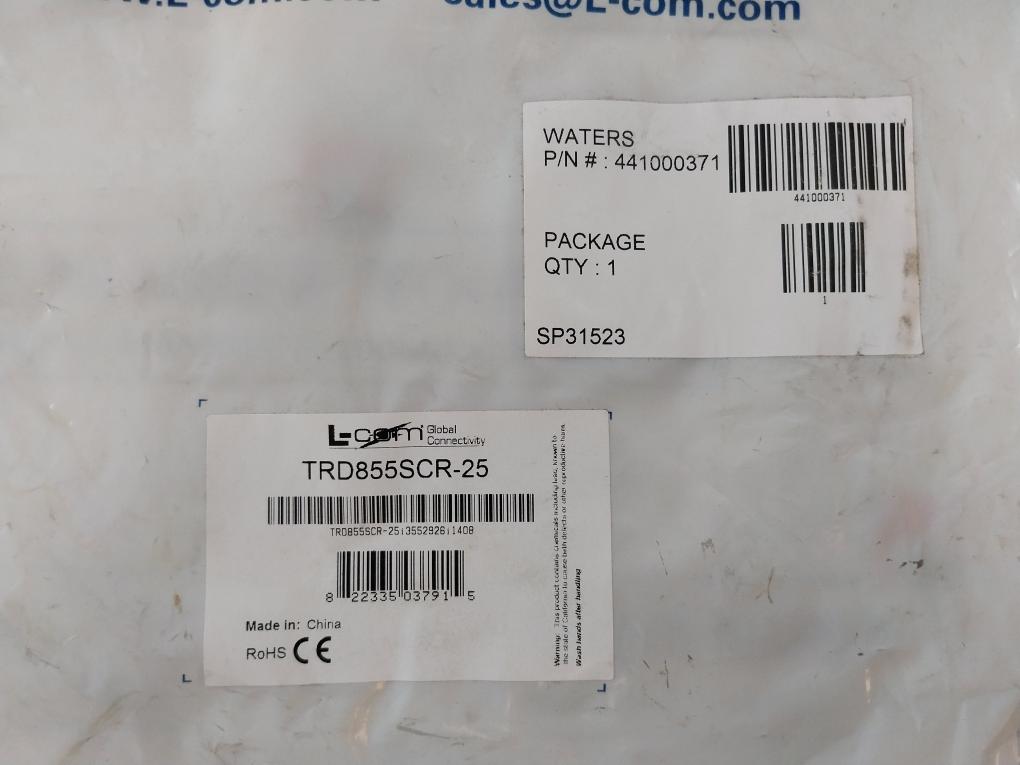 sales@L-com.com
WATERS
P/N # : 441000371
441000371
PACKAGE
QTY : 1
1
SP31523
L-com Global
Connectivity
TRD855SCR-25
TRD855SCR-25;3552926;1408
8 22335 03791 5
Made in: China
RoHS CE
Warning: This product contains chemicals including lead, known to
the state of California to cause birth defects or other reproductive harm.
Wash hands after handling